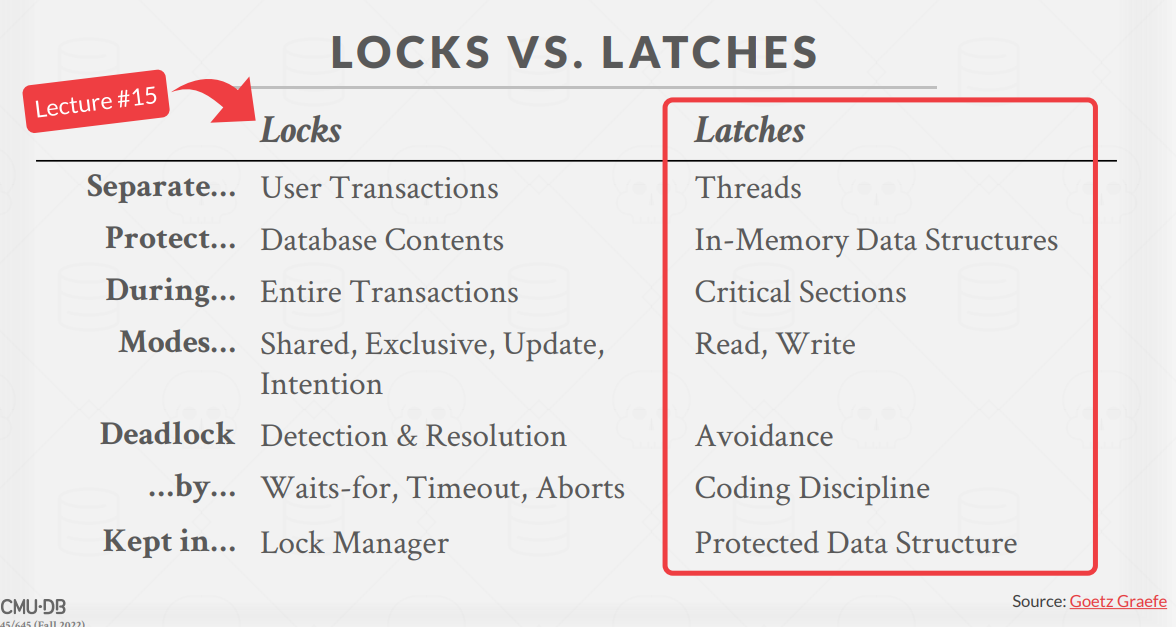 LOCKS VS. LATCHES
Lecture #15
Locks Latches
Separate... User Transactions Threads
Protect... Database Contents In-Memory Data Structures
During... Entire Transactions Critical Sections
Modes... Shared, Exclusive, Update, Read, Write
Intention
Deadlock Detection & Resolution Avoidance
...by... Waits-for, Timeout, Aborts Coding Discipline
Kept in... Lock Manager Protected Data Structure
Source: Goetz Graefe
CMU·DB
45/645 (Fall 2022)